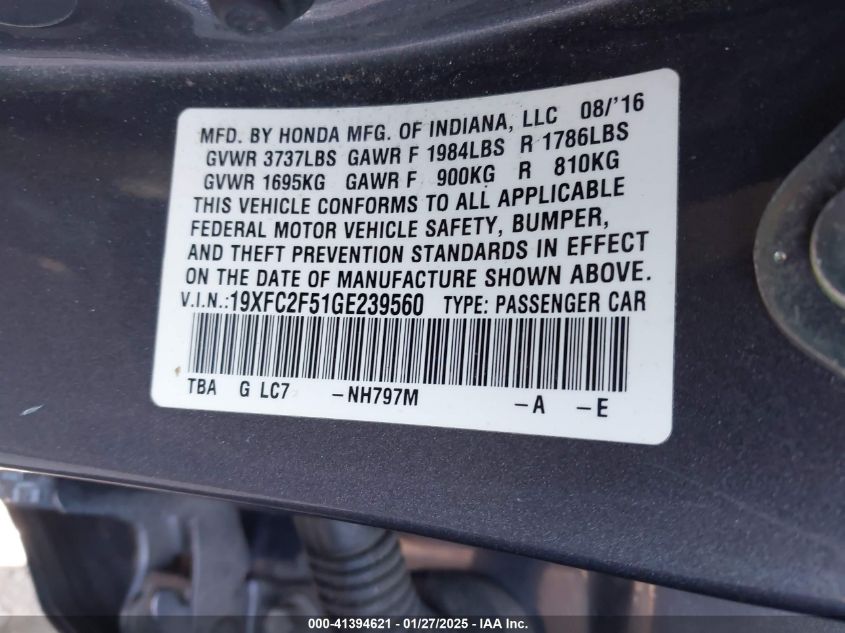 MFD. BY HONDA MFG. OF INDIANA, LLC 08/'16
GVWR 3737LBS GAWR F 1984LBS R 1786LBS
GVWR 1695KG GAWR F 900KG R 810KG
THIS VEHICLE CONFORMS TO ALL APPLICABLE
FEDERAL MOTOR VEHICLE SAFETY, BUMPER,
AND THEFT PREVENTION STANDARDS IN EFFECT
ON THE DATE OF MANUFACTURE SHOWN ABOVE.
V.I.N.:19XFC2F51GE239560 TYPE: PASSENGER CAR
TBA G LC7 -NH797M -A -E
000-41394621 - 01/27/2025 - IAA Inc.